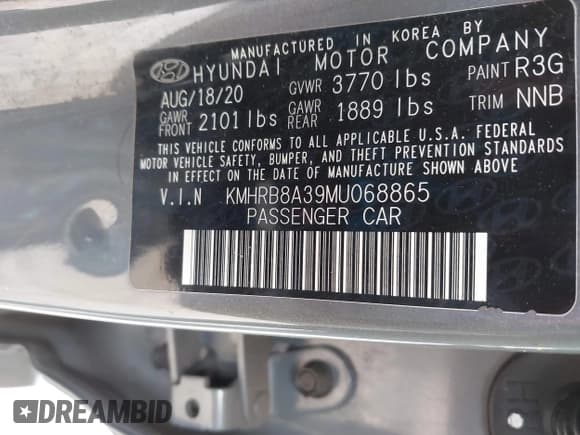 MANUFACTURED IN KOREA BY
HYUNDAI MOTOR COMPANY
AUG/18/20 GVWR 3770 lbs PAINT R3G
GAWR FRONT 2101 lbs GAWR REAR 1889 lbs TRIM NNB
THIS VEHICLE CONFORMS TO ALL APPLICABLE U.S.A. FEDERAL
MOTOR VEHICLE SAFETY, BUMPER, AND THEFT PREVENTION STANDARDS
IN EFFECT ON THE DATE OF MANUFACTURE SHOWN ABOVE
V.I.N KMHRB8A39MU068865
PASSENGER CAR
DREAMBID